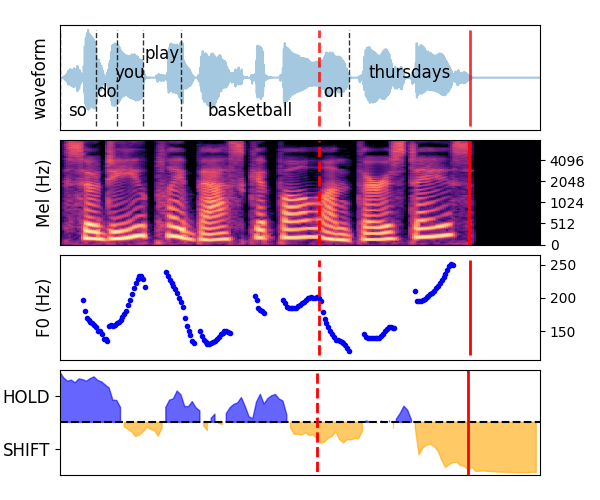 waveform
so
do
you
play
basketball
on
thursdays
Mel (Hz)
4096
2048
1024
512
0
F0 (Hz)
250
200
150
HOLD
SHIFT